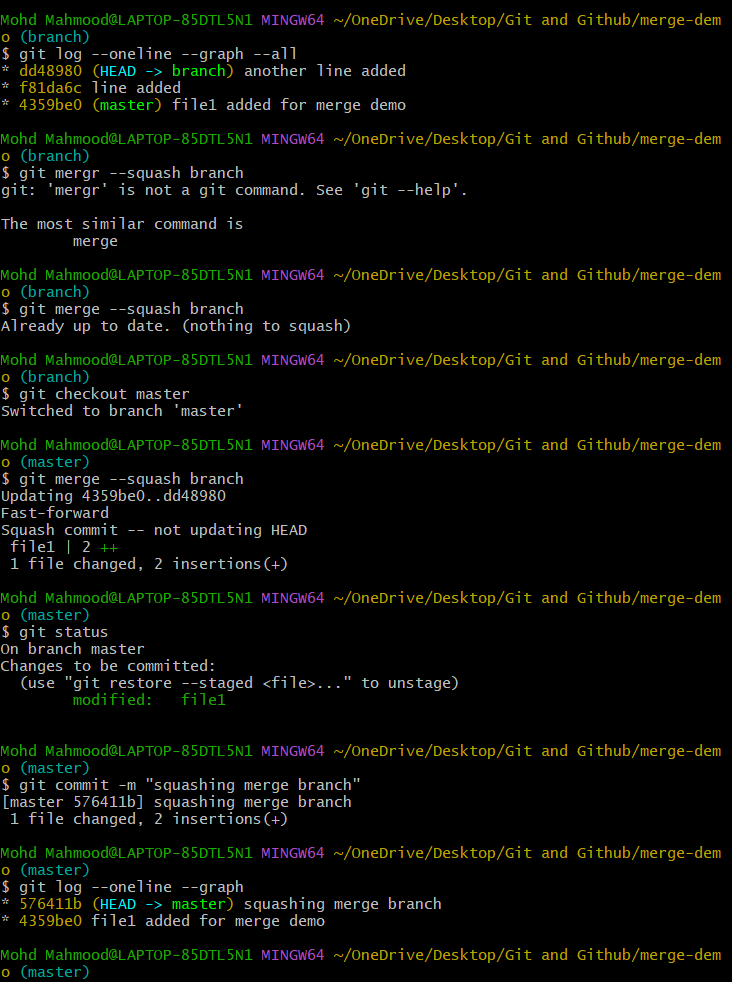 Mohd Mahmood@LAPTOP-85DTL5N1 MINGW64 ~/OneDrive/Desktop/Git and Github/merge-dem
o (branch)
$ git log --oneline --graph --all
* dd48980 (HEAD -> branch) another line added
* f81da6c line added
* 4359be0 (master) file1 added for merge demo
Mohd Mahmood@LAPTOP-85DTL5N1 MINGW64 ~/OneDrive/Desktop/Git and Github/merge-dem
o (branch)
$ git mergr --squash branch
git: 'mergr' is not a git command. See 'git --help'.
The most similar command is
        merge
Mohd Mahmood@LAPTOP-85DTL5N1 MINGW64 ~/OneDrive/Desktop/Git and Github/merge-dem
o (branch)
$ git merge --squash branch
Already up to date. (nothing to squash)
Mohd Mahmood@LAPTOP-85DTL5N1 MINGW64 ~/OneDrive/Desktop/Git and Github/merge-dem
o (branch)
$ git checkout master
Switched to branch 'master'
Mohd Mahmood@LAPTOP-85DTL5N1 MINGW64 ~/OneDrive/Desktop/Git and Github/merge-dem
o (master)
$ git merge --squash branch
Updating 4359be0..dd48980
Fast-forward
Squash commit -- not updating HEAD
 file1 | 2 ++
 1 file changed, 2 insertions(+)
Mohd Mahmood@LAPTOP-85DTL5N1 MINGW64 ~/OneDrive/Desktop/Git and Github/merge-dem
o (master)
$ git status
On branch master
Changes to be committed:
  (use "git restore --staged <file>..." to unstage)
        modified:   file1
Mohd Mahmood@LAPTOP-85DTL5N1 MINGW64 ~/OneDrive/Desktop/Git and Github/merge-dem
o (master)
$ git commit -m "squashing merge branch"
[master 576411b] squashing merge branch
 1 file changed, 2 insertions(+)
Mohd Mahmood@LAPTOP-85DTL5N1 MINGW64 ~/OneDrive/Desktop/Git and Github/merge-dem
o (master)
$ git log --oneline --graph
* 576411b (HEAD -> master) squashing merge branch
* 4359be0 file1 added for merge demo
Mohd Mahmood@LAPTOP-85DTL5N1 MINGW64 ~/OneDrive/Desktop/Git and Github/merge-dem
o (master)